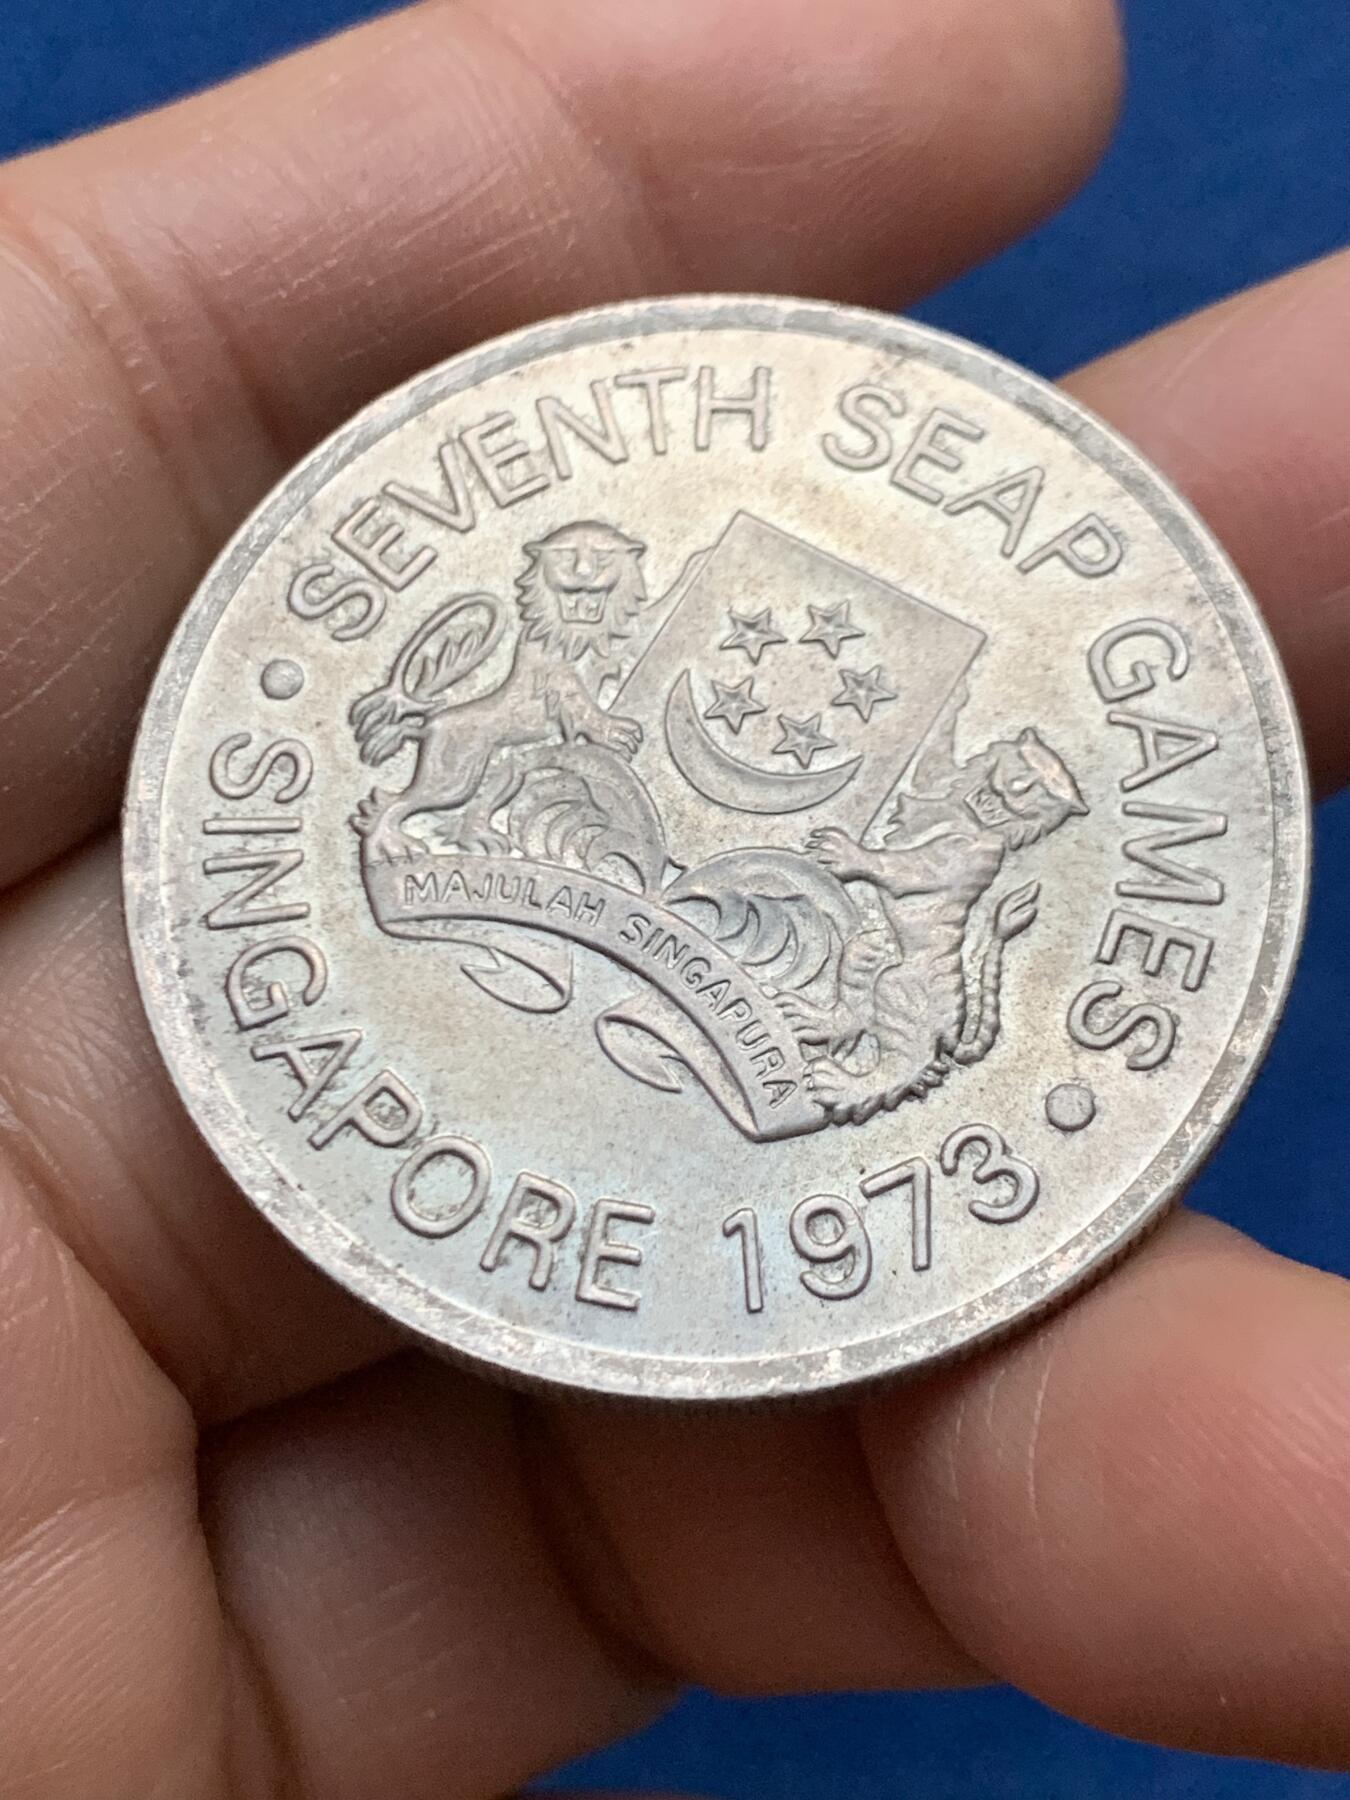 • SEVENTH SEAP GAMES •
MAJULAH SINGAPURA
SINGAPORE 1973